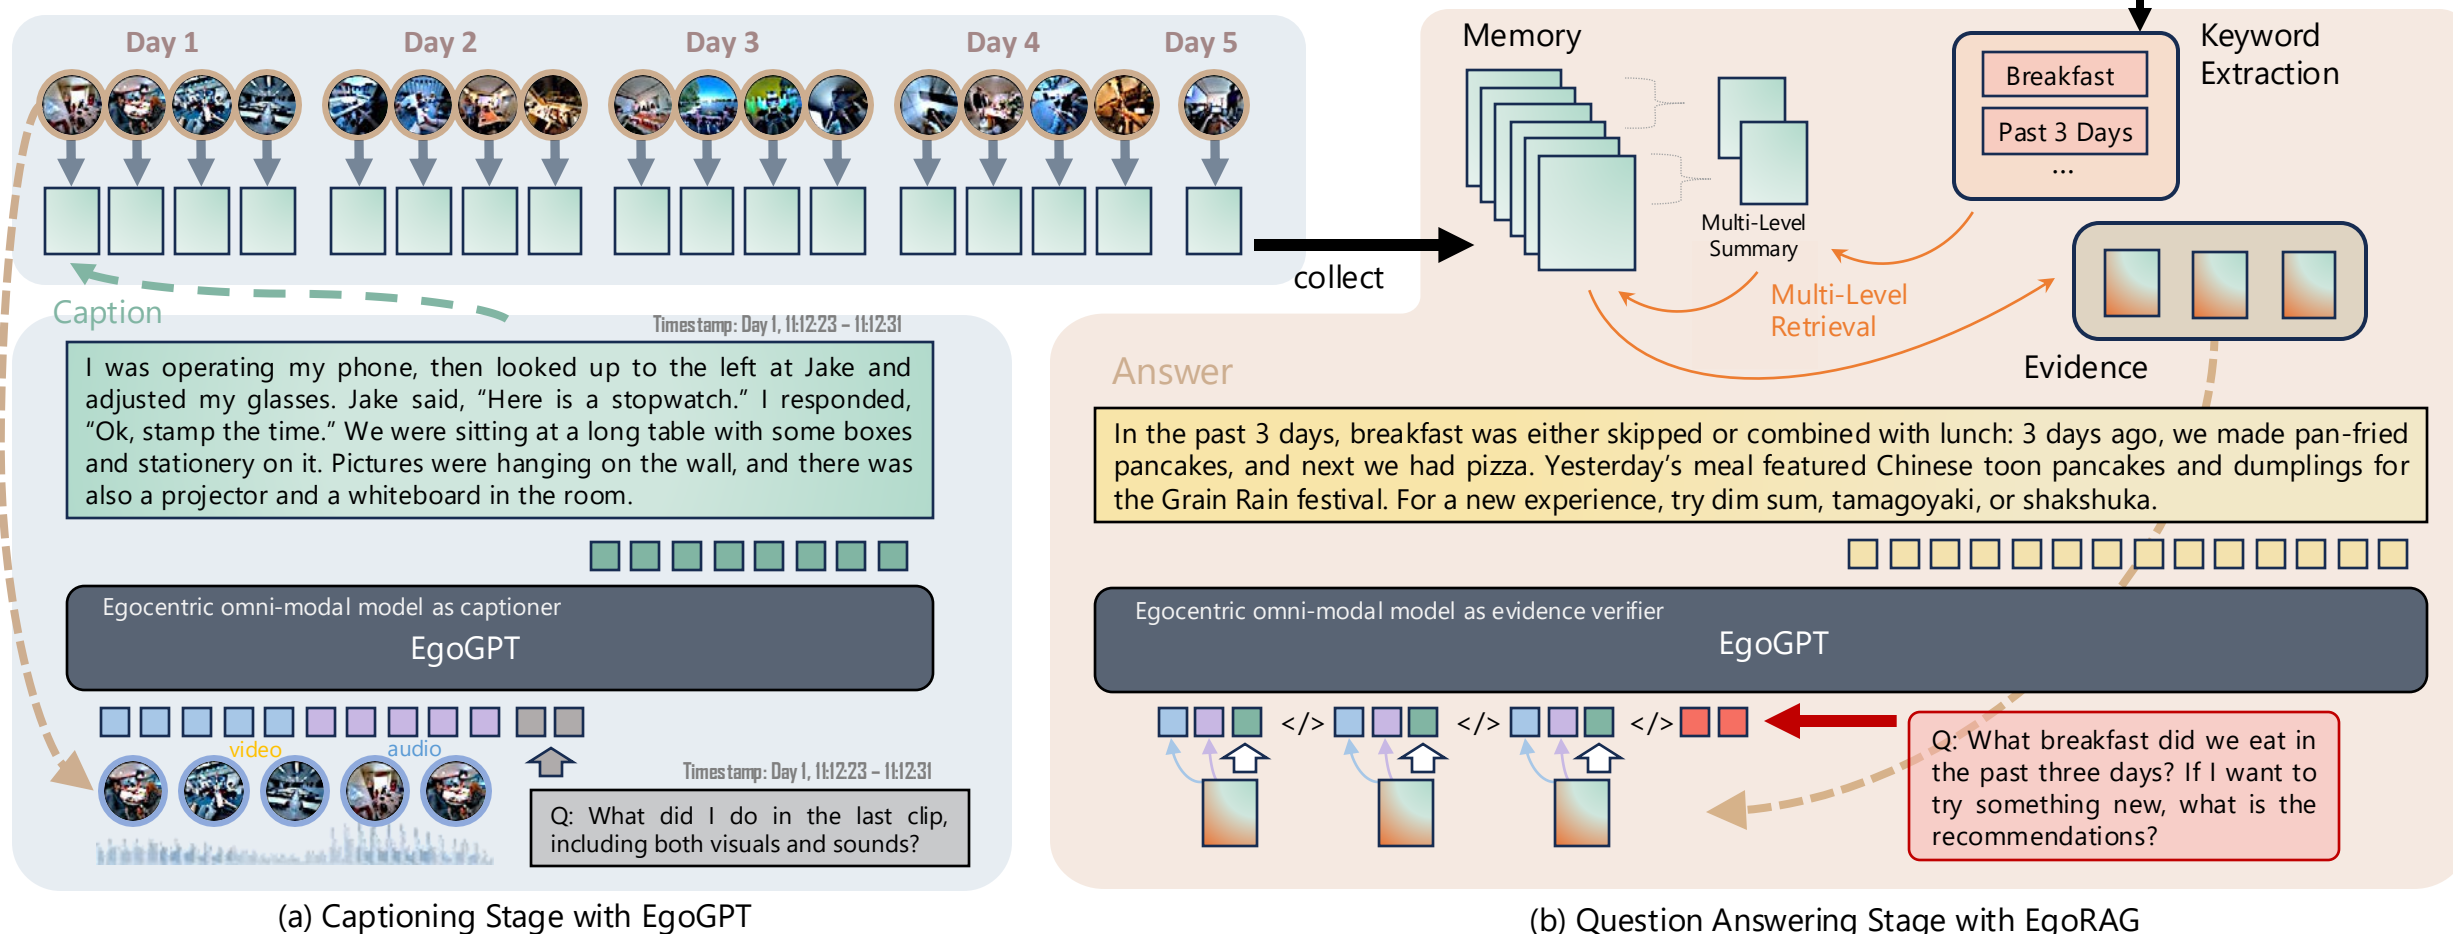 Day 1
Day 2
Day 3
Day 4
Day 5
collect
Caption
Timestamp: Day 1, 11:12:23 – 11:12:31
I was operating my phone, then looked up to the left at Jake and
adjusted my glasses. Jake said, “Here is a stopwatch.” I responded,
“Ok, stamp the time.” We were sitting at a long table with some boxes
and stationery on it. Pictures were hanging on the wall, and there was
also a projector and a whiteboard in the room.
Egocentric omni-modal model as captioner
EgoGPT
video
audio
Timestamp: Day 1, 11:12:23 – 11:12:31
Q: What did I do in the last clip,
including both visuals and sounds?
(a) Captioning Stage with EgoGPT
Memory
Multi-Level
Summary
Keyword
Extraction
Breakfast
Past 3 Days
...
Multi-Level
Retrieval
Evidence
Answer
In the past 3 days, breakfast was either skipped or combined with lunch: 3 days ago, we made pan-fried
pancakes, and next we had pizza. Yesterday’s meal featured Chinese toon pancakes and dumplings for
the Grain Rain festival. For a new experience, try dim sum, tamagoyaki, or shakshuka.
Egocentric omni-modal model as evidence verifier
EgoGPT
</> </> </>
Q: What breakfast did we eat in
the past three days? If I want to
try something new, what is the
recommendations?
(b) Question Answering Stage with EgoRAG